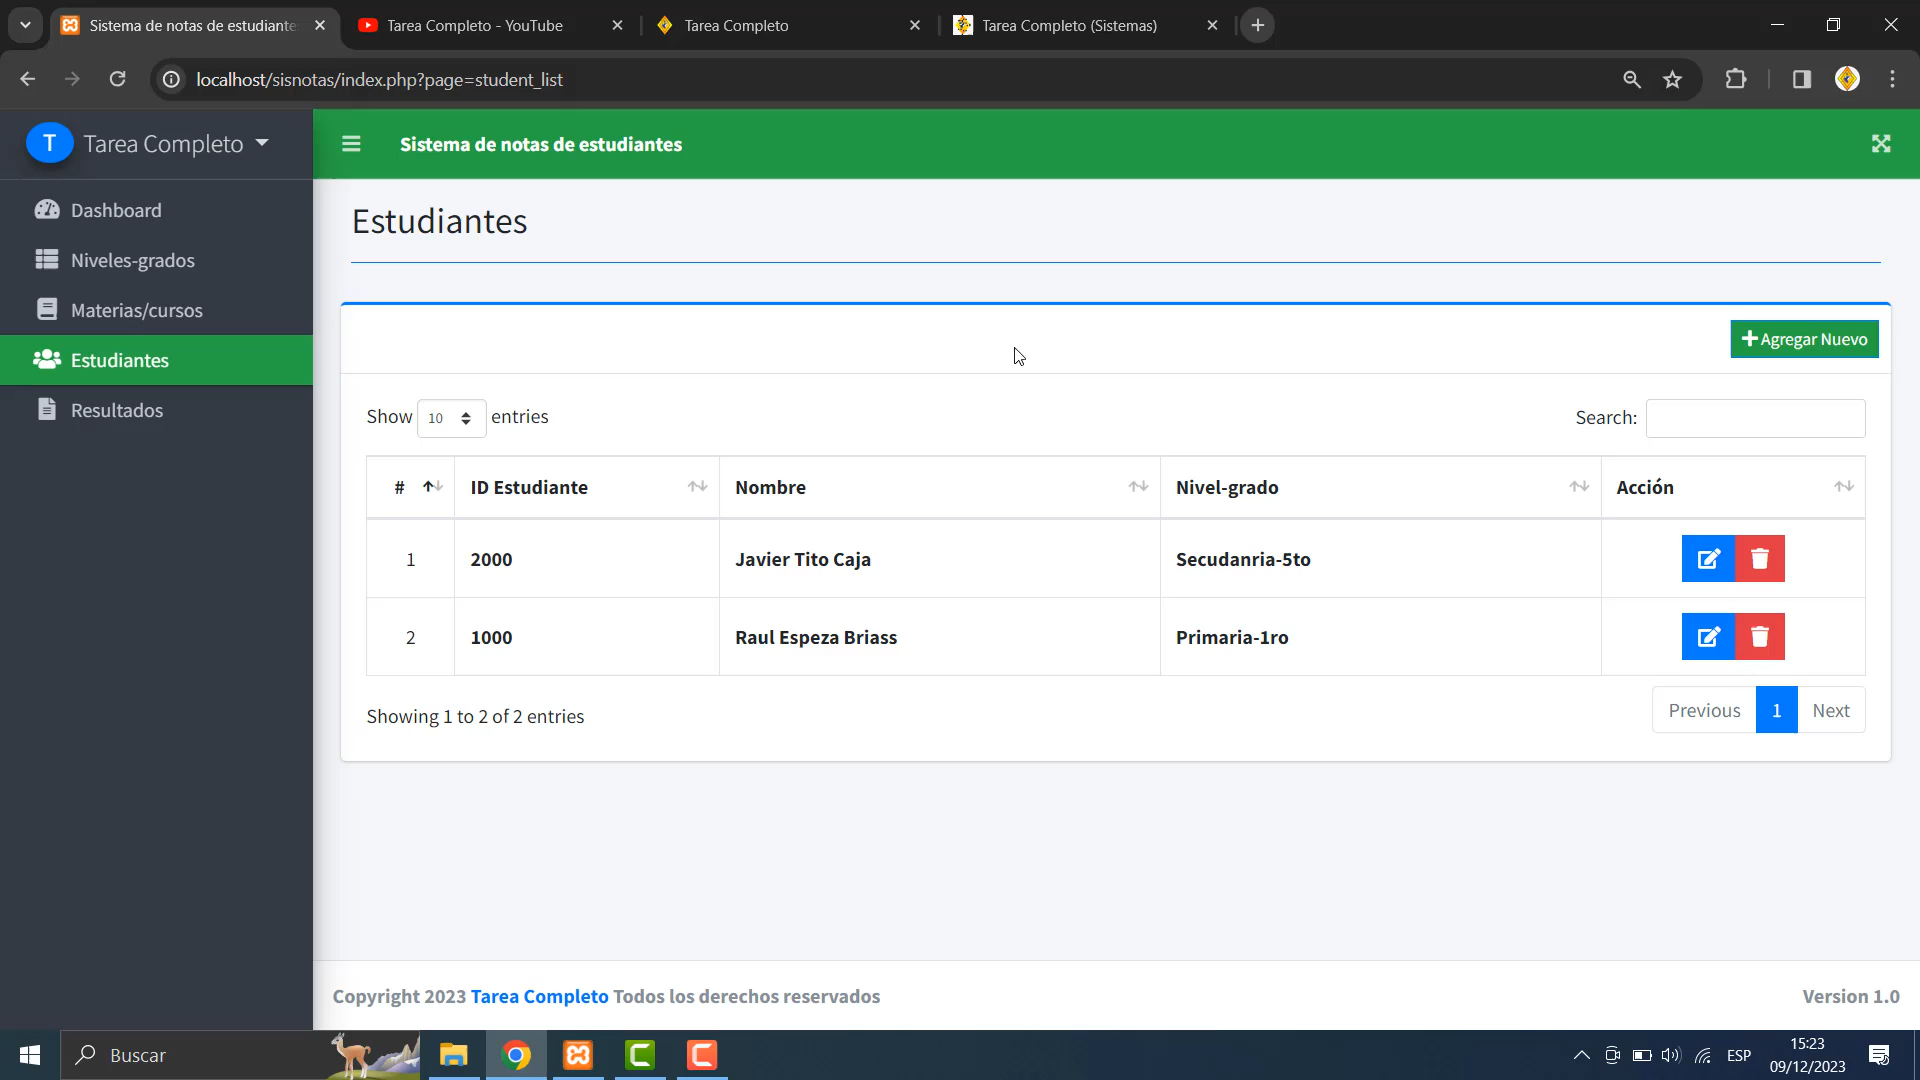 Sistema de notas de estudiante
Tarea Completo - YouTube
Tarea Completo
Tarea Completo (Sistemas)
localhost/sisnotas/index.php?page=student_list
T Tarea Completo
Sistema de notas de estudiantes
Dashboard
Niveles-grados
Materias/cursos
Estudiantes
Resultados
Estudiantes
Agregar Nuevo
Show 10 entries
Search:
# ID Estudiante Nombre Nivel-grado Acción
1 2000 Javier Tito Caja Secudanria-5to
2 1000 Raul Espeza Briass Primaria-1ro
Showing 1 to 2 of 2 entries
Previous 1 Next
Copyright 2023 Tarea Completo Todos los derechos reservados
Version 1.0
Buscar
ESP
15:23
09/12/2023